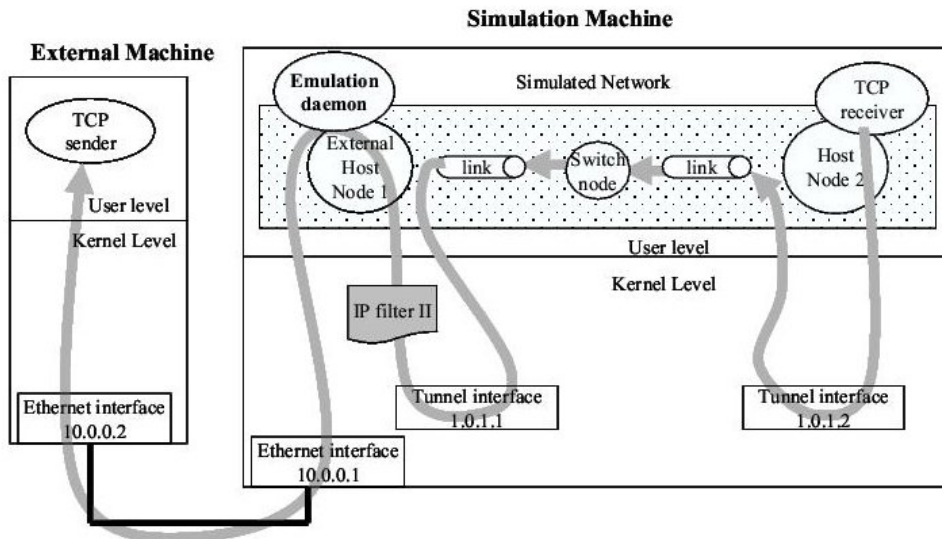 Simulation Machine
External Machine
TCP
sender
User level
Kernel Level
Ethernet interface
10.0.0.2
Emulation
daemon
Simulated Network
TCP
receiver
External
Host
Node 1
link
Switch
node
link
Host
Node 2
User level
Kernel Level
IP filter II
Tunnel interface
1.0.1.1
Tunnel interface
1.0.1.2
Ethernet interface
10.0.0.1